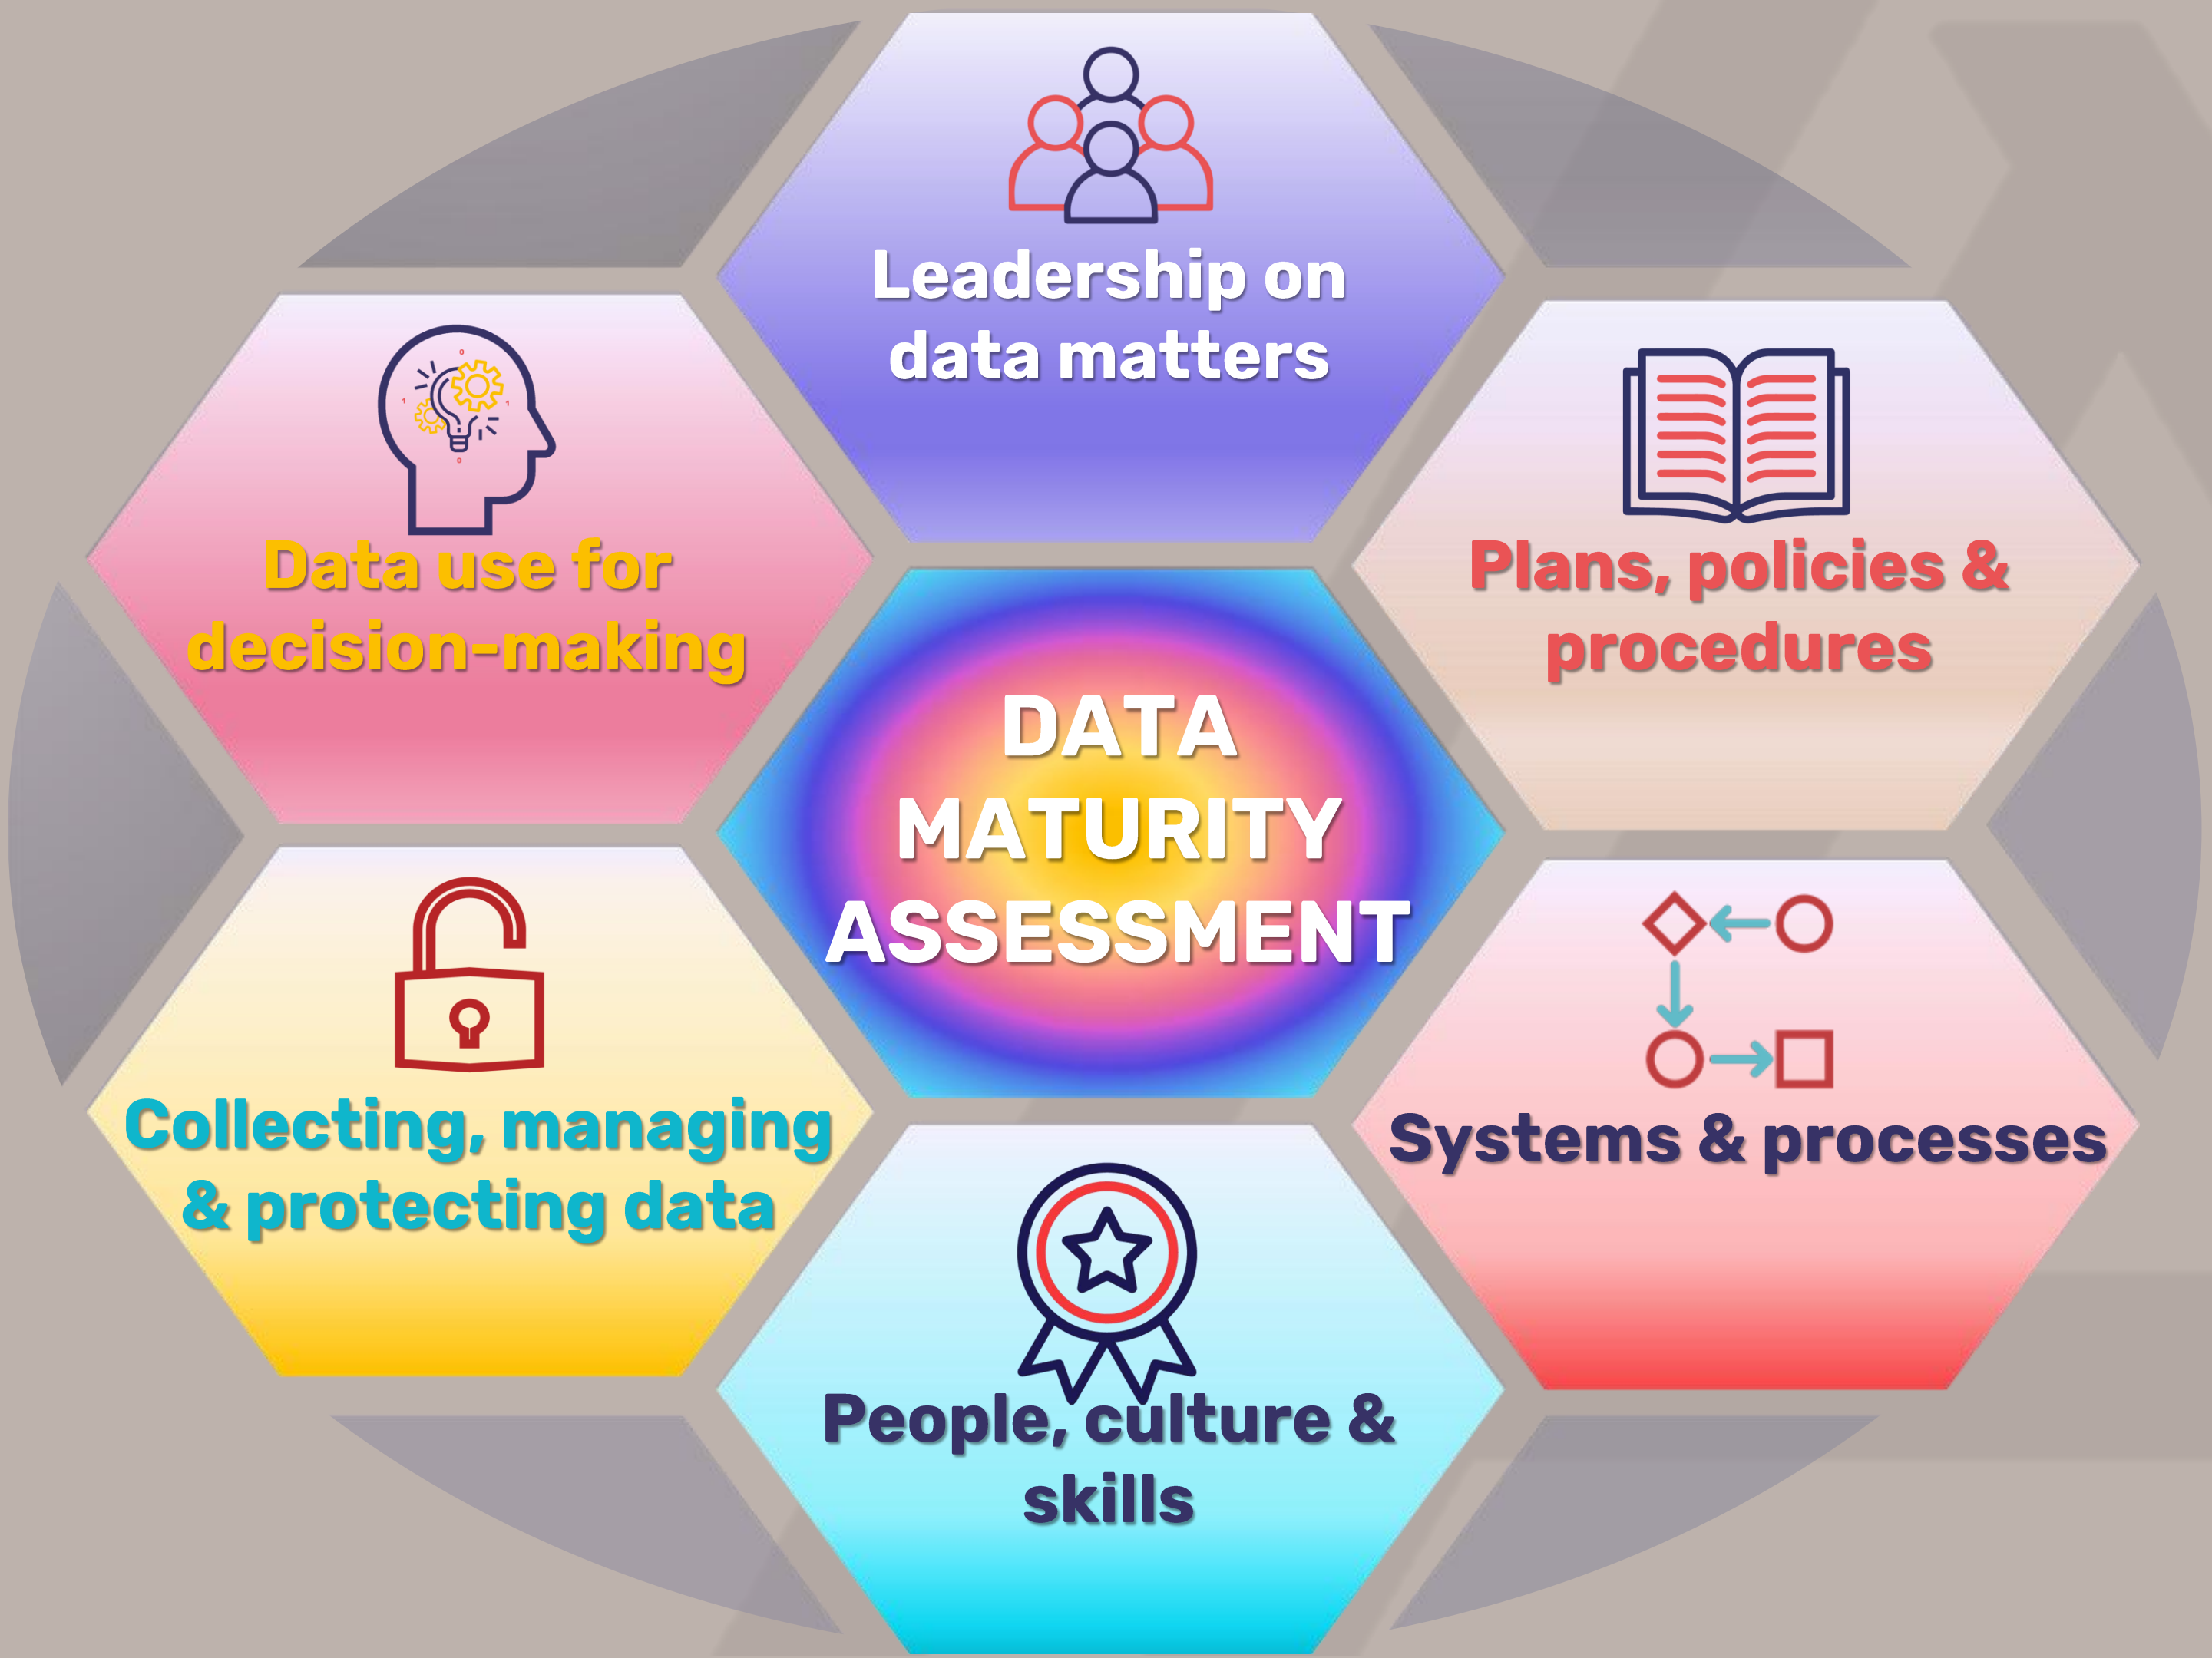 Leadership on
data matters
Data use for
decision-making
Plans, policies &
procedures
DATA
MATURITY
ASSESSMENT
Collecting, managing
& protecting data
Systems & processes
People, culture &
skills